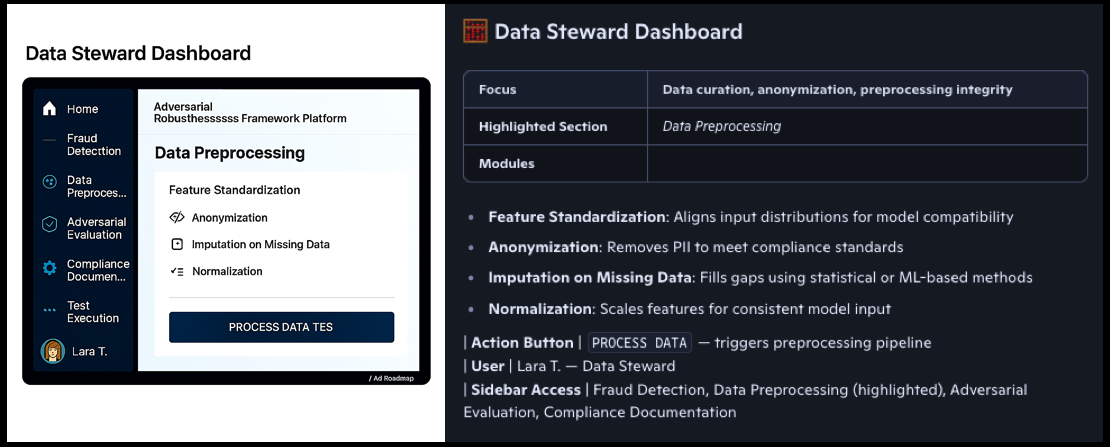 Data Steward Dashboard
Home
Fraud
Detecttion
Data
Preproces...
Adversarial
Evaluation
Compliance
Documen...
Test
Execution
Lara T.
Adversarial
Robusthesssss Framework Platform
Data Preprocessing
Feature Standardization
Anonymization
Imputation on Missing Data
Normalization
PROCESS DATA TES
/ Ad Roadmap
Data Steward Dashboard
Focus Data curation, anonymization, preprocessing integrity
Highlighted Section Data Preprocessing
Modules
• Feature Standardization: Aligns input distributions for model compatibility
• Anonymization: Removes PII to meet compliance standards
• Imputation on Missing Data: Fills gaps using statistical or ML-based methods
• Normalization: Scales features for consistent model input
| Action Button | PROCESS DATA — triggers preprocessing pipeline
| User | Lara T. — Data Steward
| Sidebar Access | Fraud Detection, Data Preprocessing (highlighted), Adversarial
Evaluation, Compliance Documentation